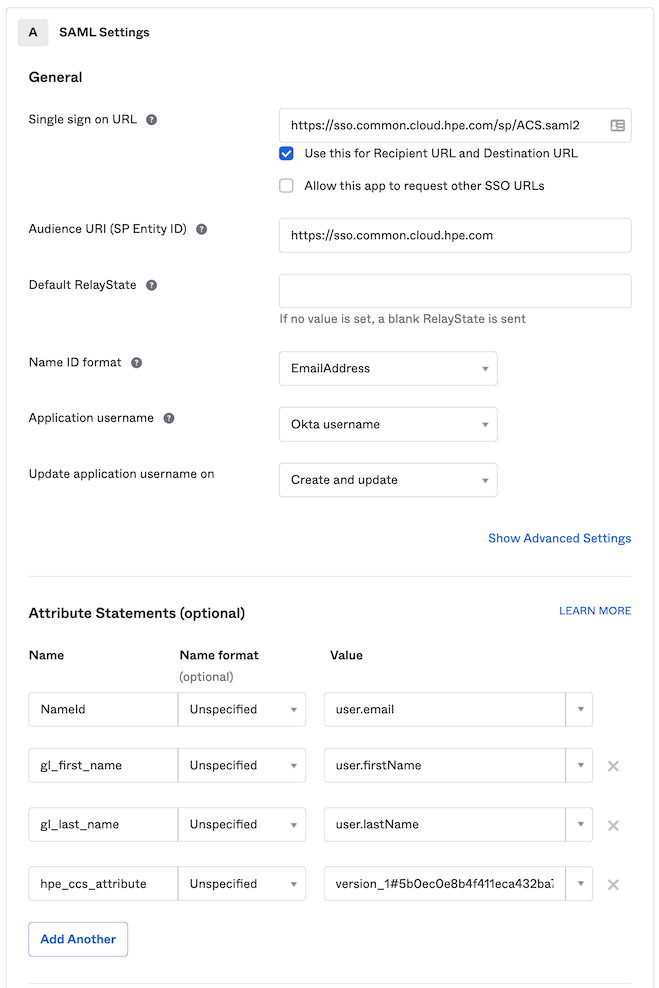 A SAML Settings
General
Single sign on URL ?
https://sso.common.cloud.hpe.com/sp/ACS.saml2
Use this for Recipient URL and Destination URL
Allow this app to request other SSO URLs
Audience URI (SP Entity ID) ?
https://sso.common.cloud.hpe.com
Default RelayState ?
If no value is set, a blank RelayState is sent
Name ID format ?
EmailAddress
Application username ?
Okta username
Update application username on
Create and update
Show Advanced Settings
Attribute Statements (optional)
LEARN MORE
Name Name format Value
(optional)
NameId Unspecified user.email
gl_first_name Unspecified user.firstName
gl_last_name Unspecified user.lastName
hpe_ccs_attribute Unspecified version_1#5b0ec0e8b4f411eca432ba7
Add Another